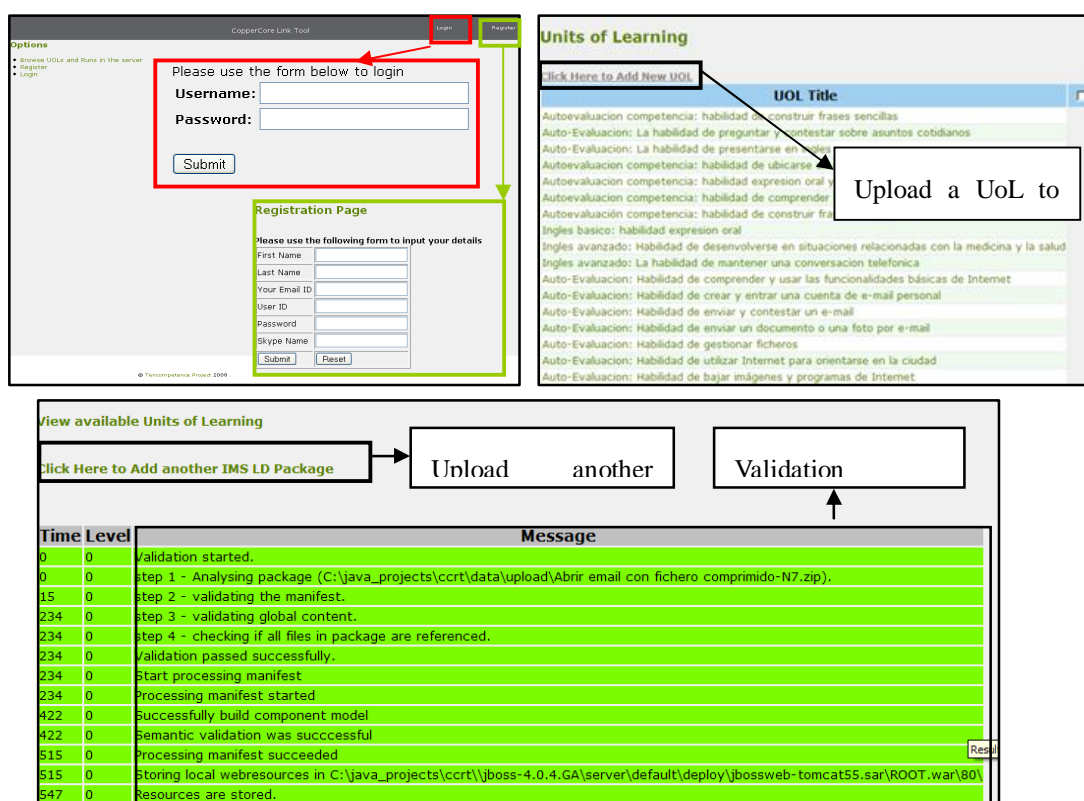 CopperCore Link Tool
Login
Register
Options
Browse UOLs and Runs in the server
Register
Login
Please use the form below to login
Username:
Password:
Submit
Registration Page
Please use the following form to input your details
First Name
Last Name
Your Email ID
User ID
Password
Skype Name
Submit
Reset
© Tencompetence Project 2006
Units of Learning
Click Here to Add New UOL
UOL Title
Autoevaluacion competencia: habilidad de construir frases sencillas
Auto-Evaluacion: La habilidad de preguntar y contestar sobre asuntos cotidianos
Auto-Evaluacion: La habilidad de presentarse en ingles
Autoevaluacion competencia: habilidad de ubicarse
Autoevaluacion competencia: habilidad expresion oral y
Autoevaluacion competencia: habilidad de comprender
Autoevaluación competencia: habilidad de construir
Ingles basico: habilidad expresion oral
Ingles avanzado: Habilidad de desenvolverse en situaciones relacionadas con la medicina y la salud
Ingles avanzado: La habilidad de mantener una conversacion telefonica
Auto-Evaluacion: Habilidad de comprender y usar las funcionalidades básicas de Internet
Auto-Evaluacion: Habilidad de crear y entrar una cuenta de e-mail personal
Auto-Evaluacion: Habilidad de enviar y contestar un e-mail
Auto-Evaluacion: Habilidad de enviar un documento o una foto por e-mail
Auto-Evaluacion: Habilidad de gestionar ficheros
Auto-Evaluacion: Habilidad de utilizar Internet para orientarse en la ciudad
Auto-Evaluacion: Habilidad de bajar imágenes y programas de Internet
Upload a UoL to
View available Units of Learning
Click Here to Add another IMS LD Package
Upload another
Validation
Time Level Message
0 0 Validation started.
0 0 step 1 - Analysing package (C:\java_projects\ccrt\data\upload\Abrir email con fichero comprimido-N7.zip).
15 0 step 2 - validating the manifest.
234 0 step 3 - validating global content.
234 0 step 4 - checking if all files in package are referenced.
234 0 Validation passed successfully.
234 0 Start processing manifest
234 0 Processing manifest started
422 0 Successfully build component model
422 0 Semantic validation was succcessful
515 0 Processing manifest succeeded
515 0 Storing local webresources in C:\java_projects\ccrt\\jboss-4.0.4.GA\server\default\deploy\jbossweb-tomcat55.sar\ROOT.war\80\
547 0 Resources are stored.